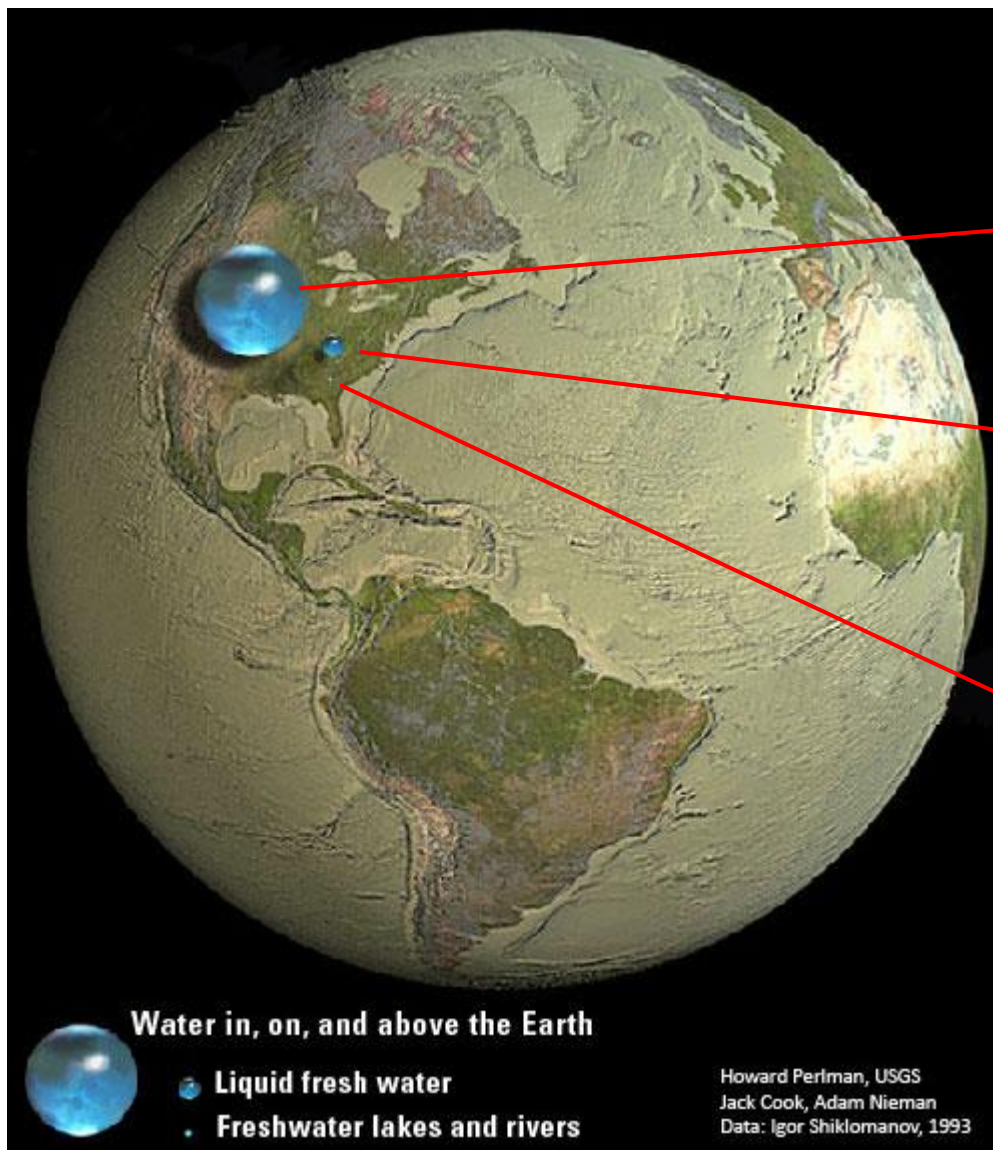 Water in, on, and above the Earth
Liquid fresh water
Freshwater lakes and rivers
Howard Perlman, USGS
Jack Cook, Adam Nieman
Data: Igor Shiklomanov, 1993